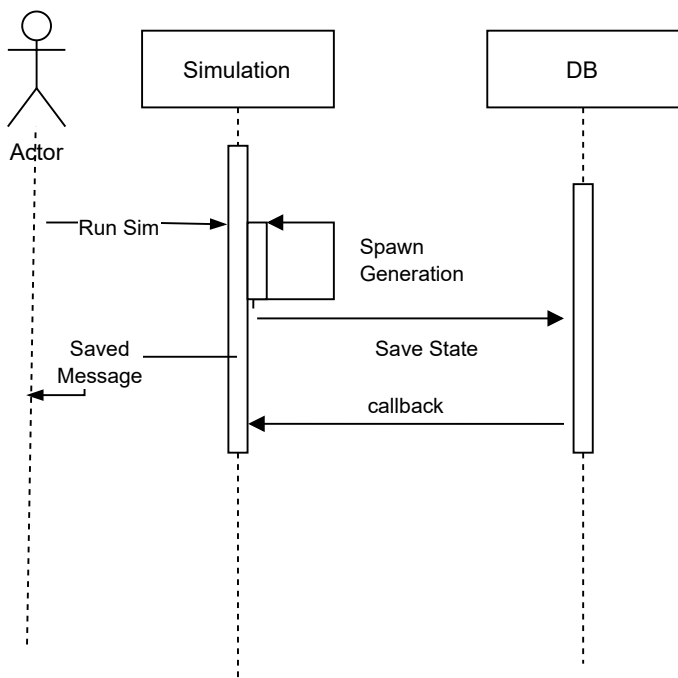 Simulation
DB
Actor
Run Sim
Spawn
Generation
Save State
Saved
Message
callback